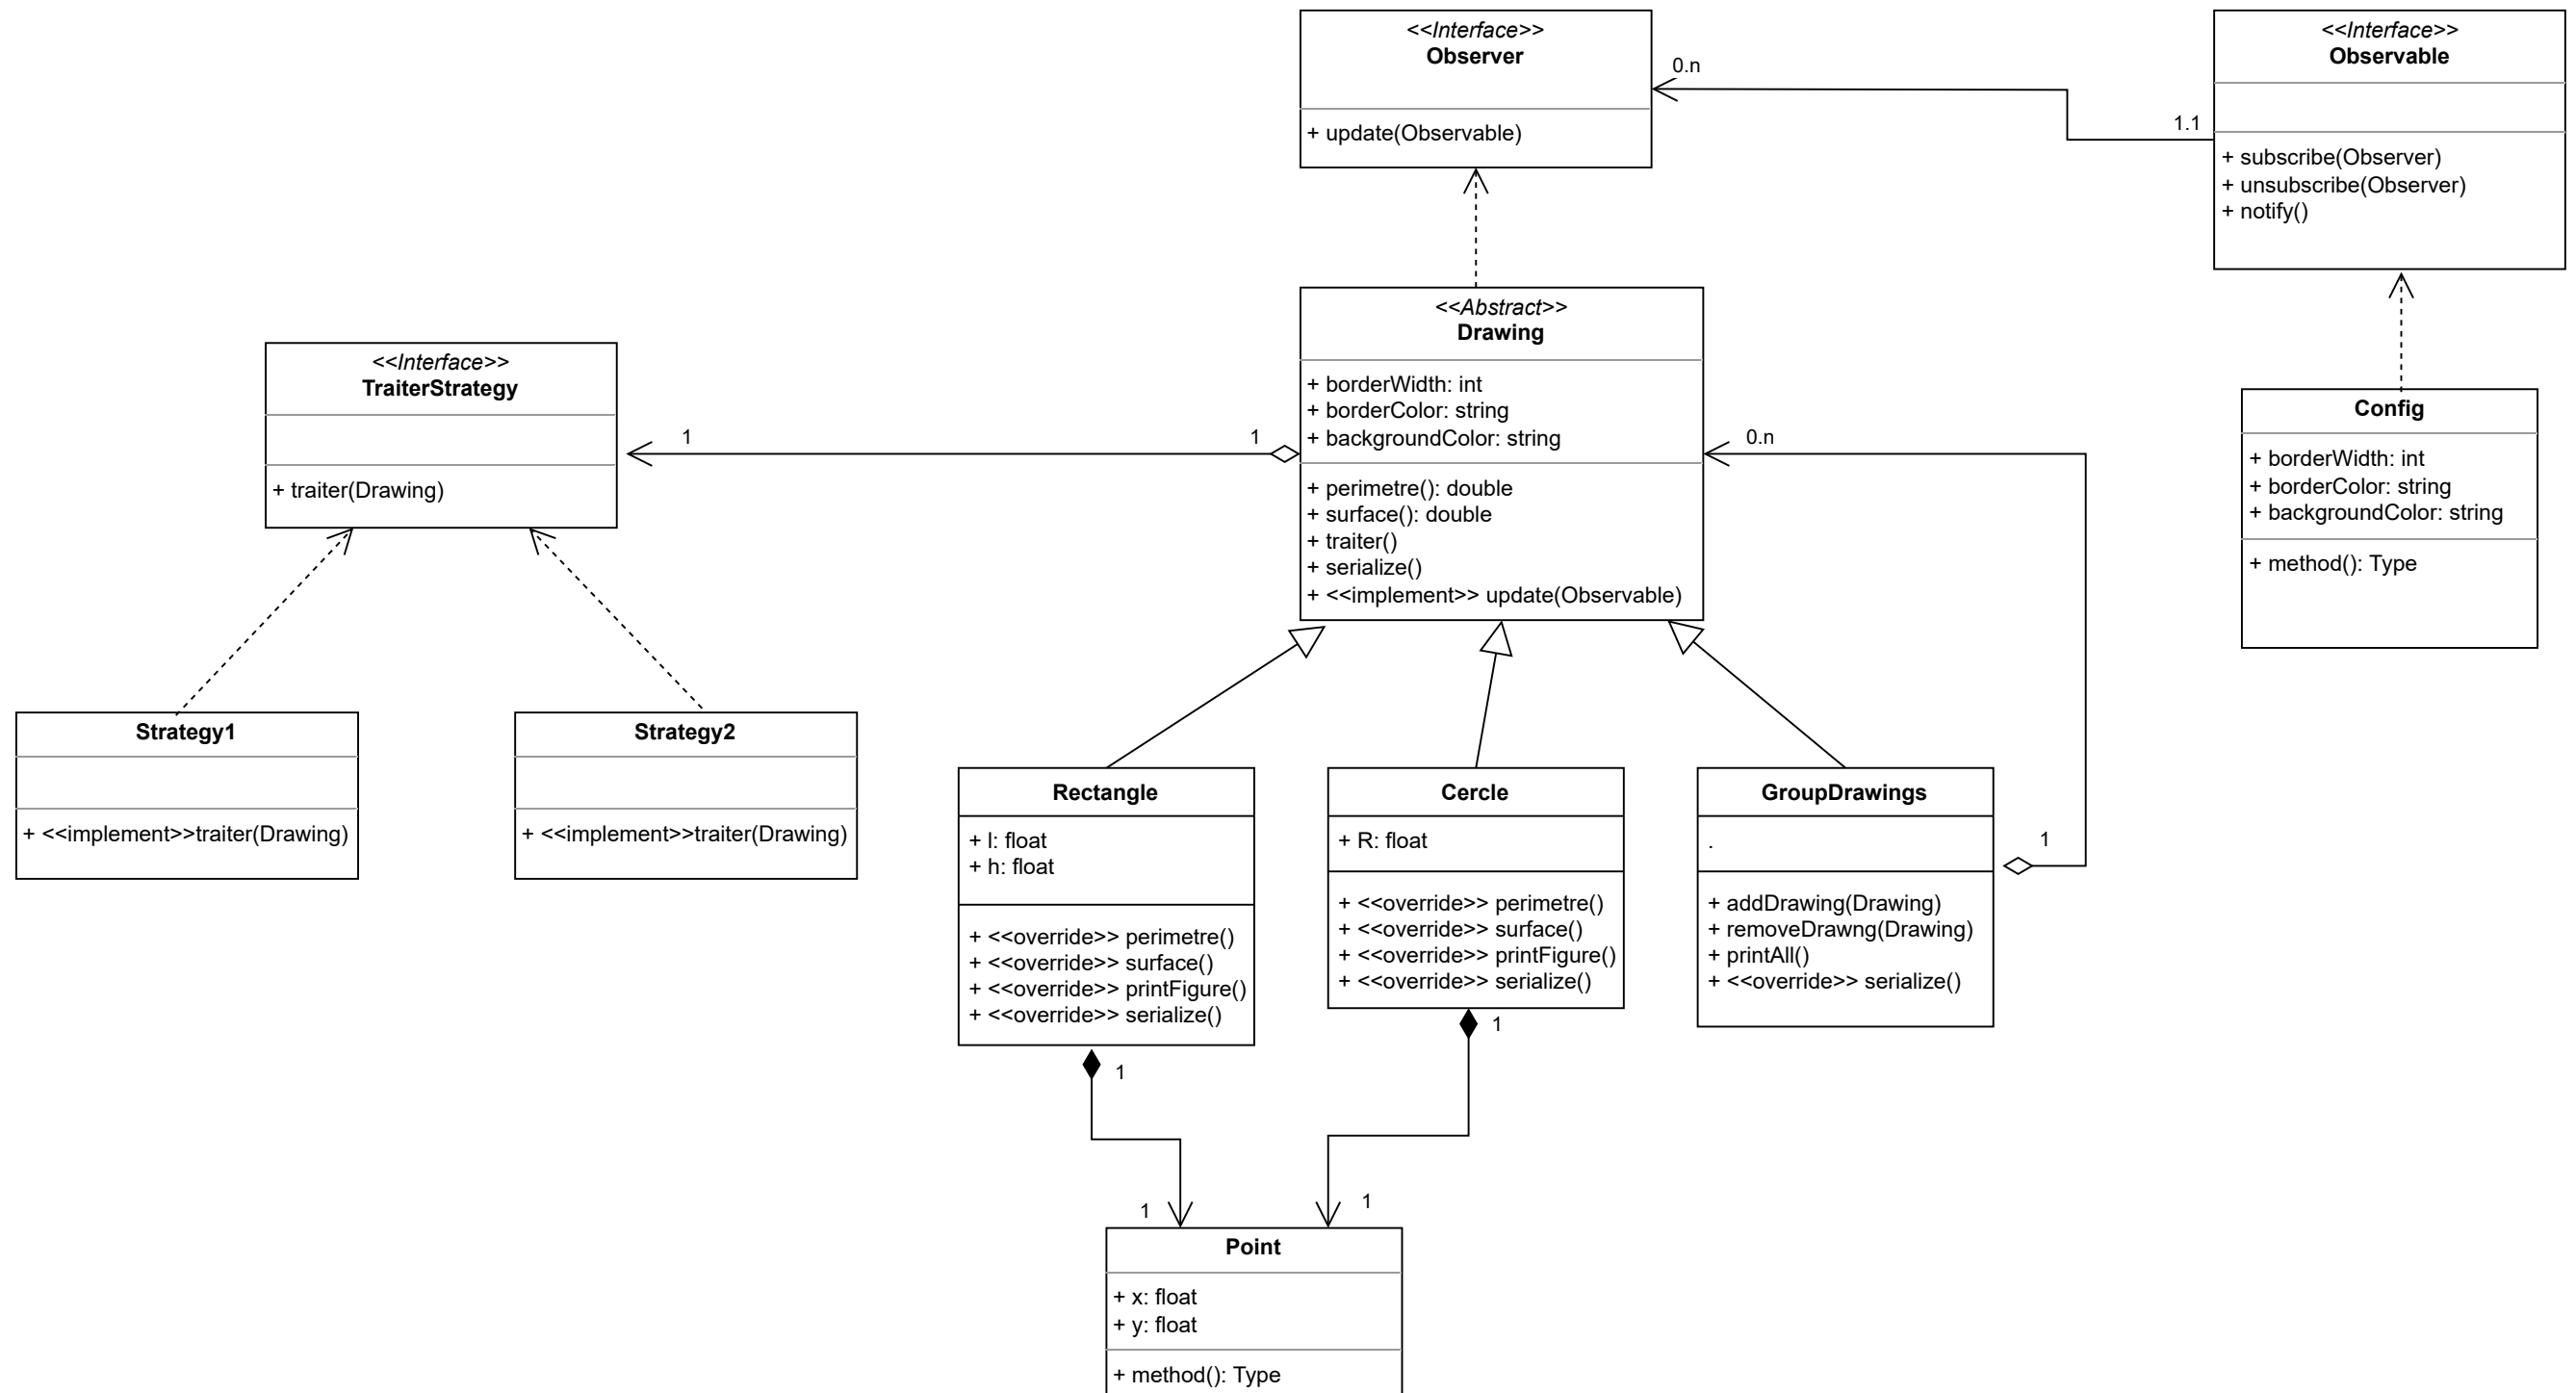 <<Interface>>
Observer
+ update(Observable)
0.n
1.1
<<Interface>>
Observable
+ subscribe(Observer)
+ unsubscribe(Observer)
+ notify()
<<Interface>>
TraiterStrategy
+ traiter(Drawing)
1
1
<<Abstract>>
Drawing
+ borderWidth: int
+ borderColor: string
+ backgroundColor: string
+ perimetre(): double
+ surface(): double
+ traiter()
+ serialize()
+ <<implement>> update(Observable)
0.n
Config
+ borderWidth: int
+ borderColor: string
+ backgroundColor: string
+ method(): Type
Strategy1
+ <<implement>>traiter(Drawing)
Strategy2
+ <<implement>>traiter(Drawing)
Rectangle
+ l: float
+ h: float
+ <<override>> perimetre()
+ <<override>> surface()
+ <<override>> printFigure()
+ <<override>> serialize()
1
Cercle
+ R: float
+ <<override>> perimetre()
+ <<override>> surface()
+ <<override>> printFigure()
+ <<override>> serialize()
1
GroupDrawings
.
+ addDrawing(Drawing)
+ removeDrawng(Drawing)
+ printAll()
+ <<override>> serialize()
1
1
1
Point
+ x: float
+ y: float
+ method(): Type